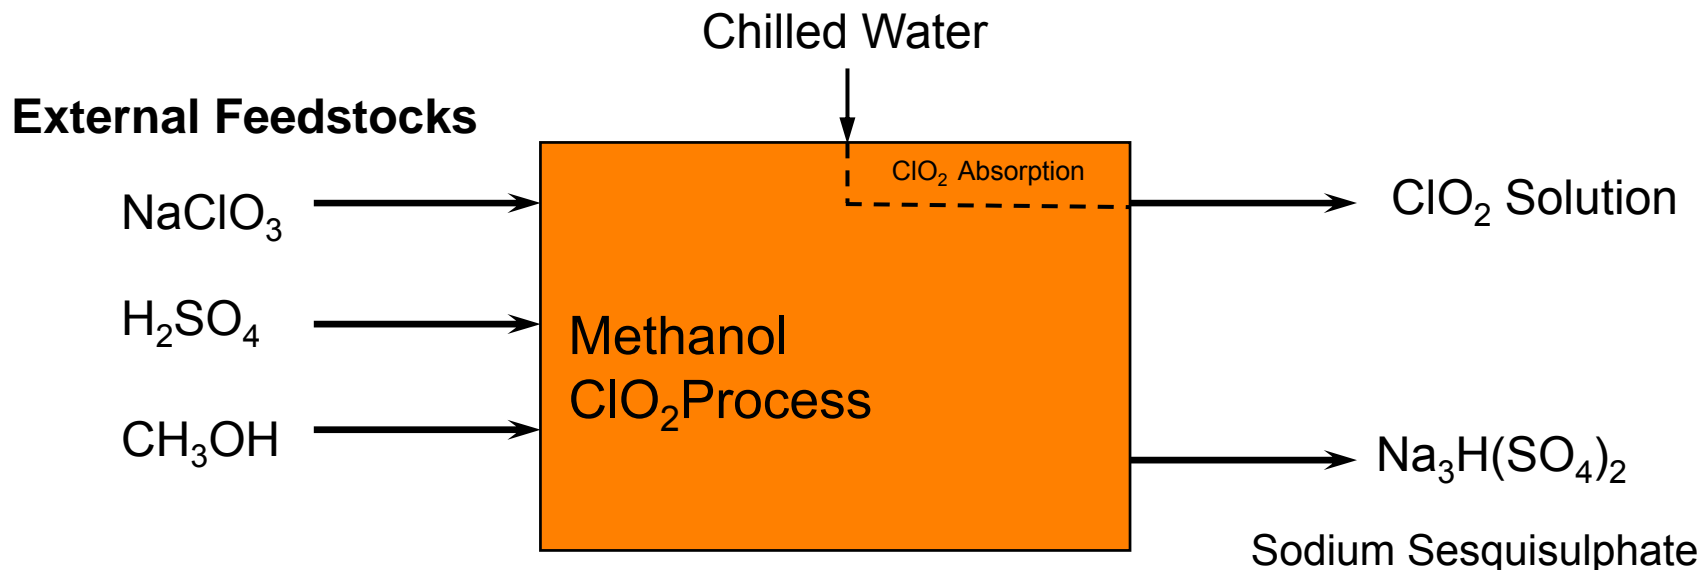 Chilled Water
External Feedstocks
ClO₂ Absorption
NaClO₃
ClO₂ Solution
H₂SO₄
Methanol
ClO₂Process
CH₃OH
Na₃H(SO₄)₂
Sodium Sesquisulphate